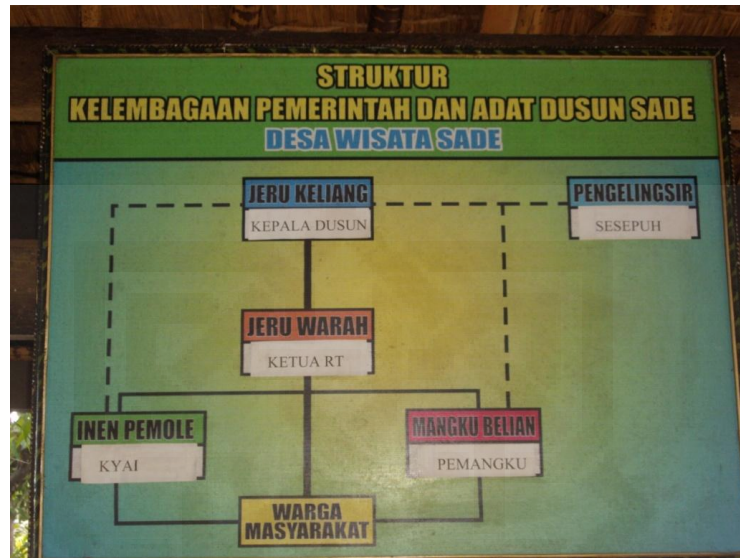 STRUKTUR
KELEMBAGAAN PEMERINTAH DAN ADAT DUSUN SADE
DESA WISATA SADE
JERU KELIANG
KEPALA DUSUN
PENGELINGSIR
SESEPUH
JERU WARAH
KETUA RT
INEN PEMOLE
KYAI
MANGKU BELIAN
PEMANGKU
WARGA
MASYARAKAT